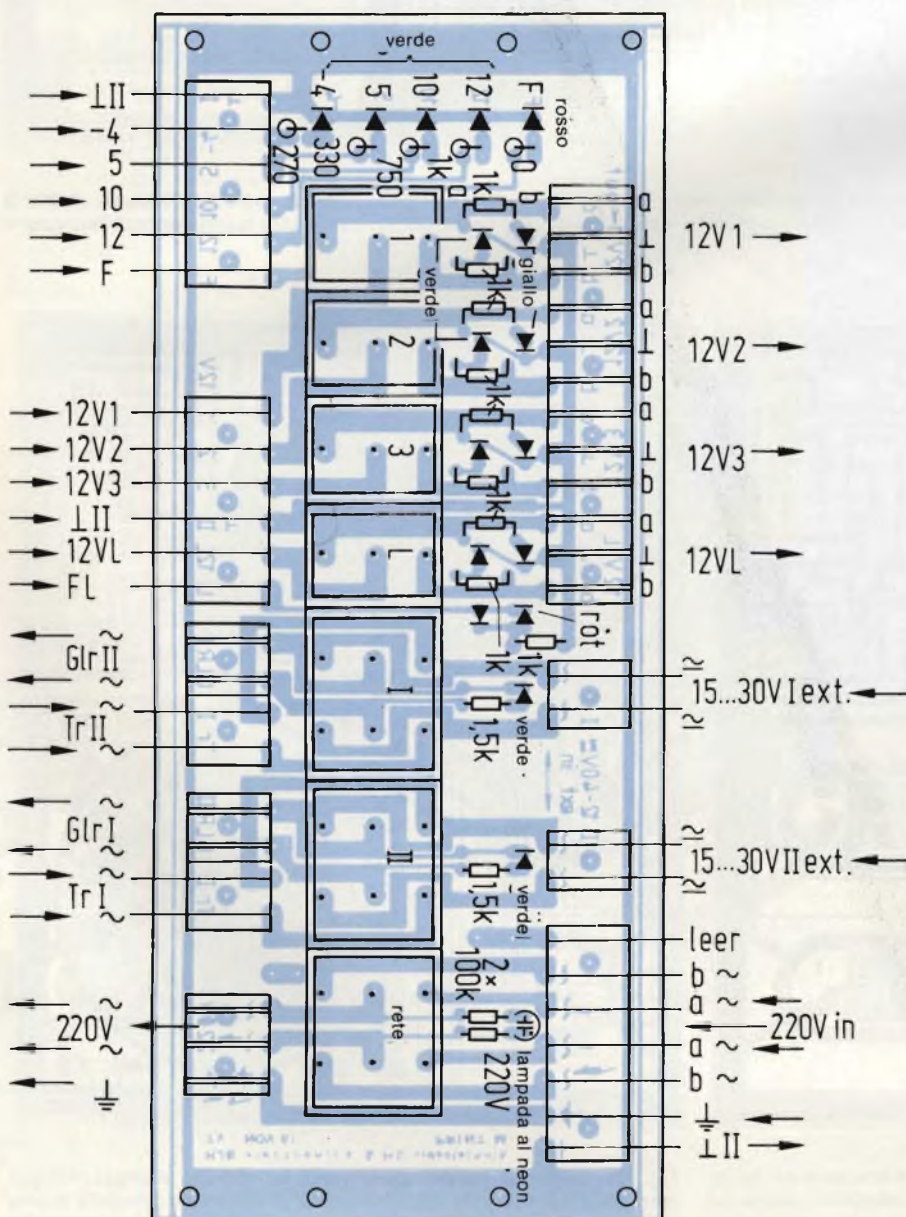 verde
-4
5
10
12
F
rosso
270
330
750
1k
0
⊥II
-4
5
10
12
F
12V1
12V2
12V3
⊥II
12VL
FL
~
GlrII
~
~
TrII
~
~
GlrI
~
~
TrI
~
~
220V
~
⏚
a
b
1k
1
verde
giallo
1k
2
1k
3
1k
L
1k
rot
1k
I
1,5k
verde
II
1,5k
verde
2×
100k
rete
220V
lampada al neon
a
⊥
b
12V1
a
⊥
b
12V2
a
⊥
b
12V3
a
⊥
b
12VL
~
15...30V I ext.
~
~
15...30V II ext.
~
leer
b ~
a ~
220V in
a ~
b ~
⏚
⊥II